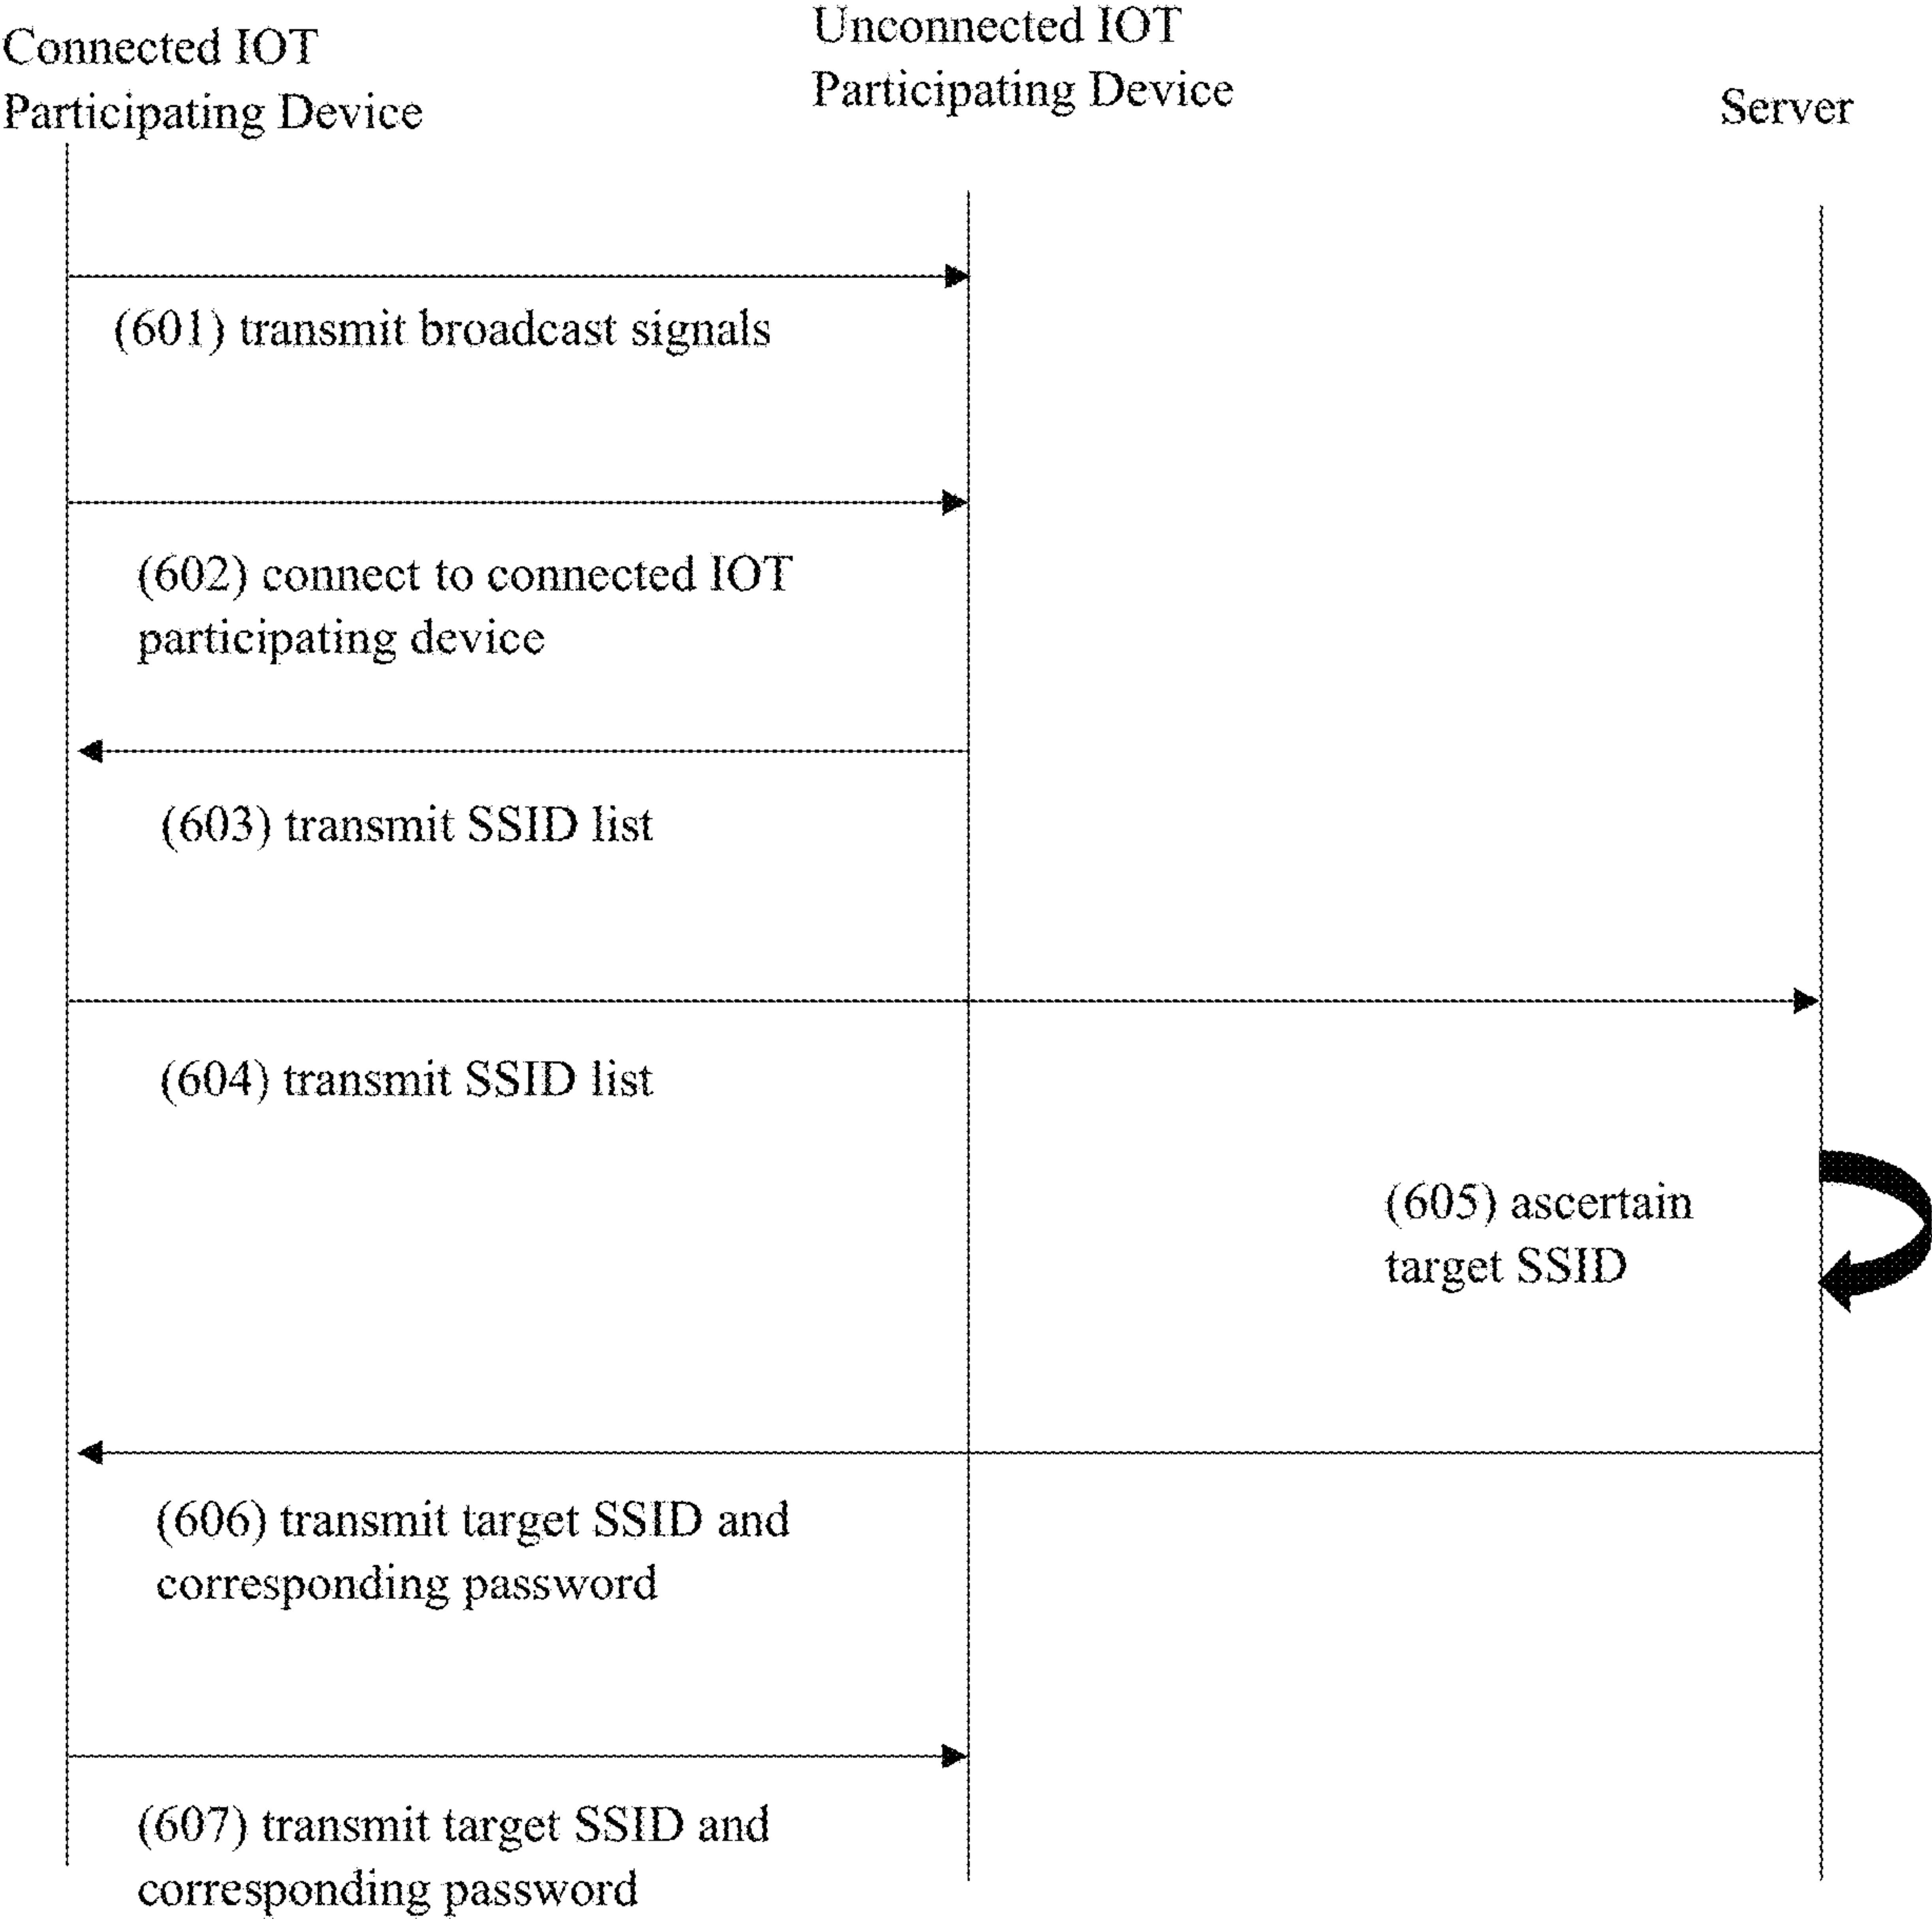 Connected IOT
Participating Device
Unconnected IOT
Participating Device
Server
(601) transmit broadcast signals
(602) connect to connected IOT
participating device
(603) transmit SSID list
(604) transmit SSID list
(605) ascertain
target SSID
(606) transmit target SSID and
corresponding password
(607) transmit target SSID and
corresponding password